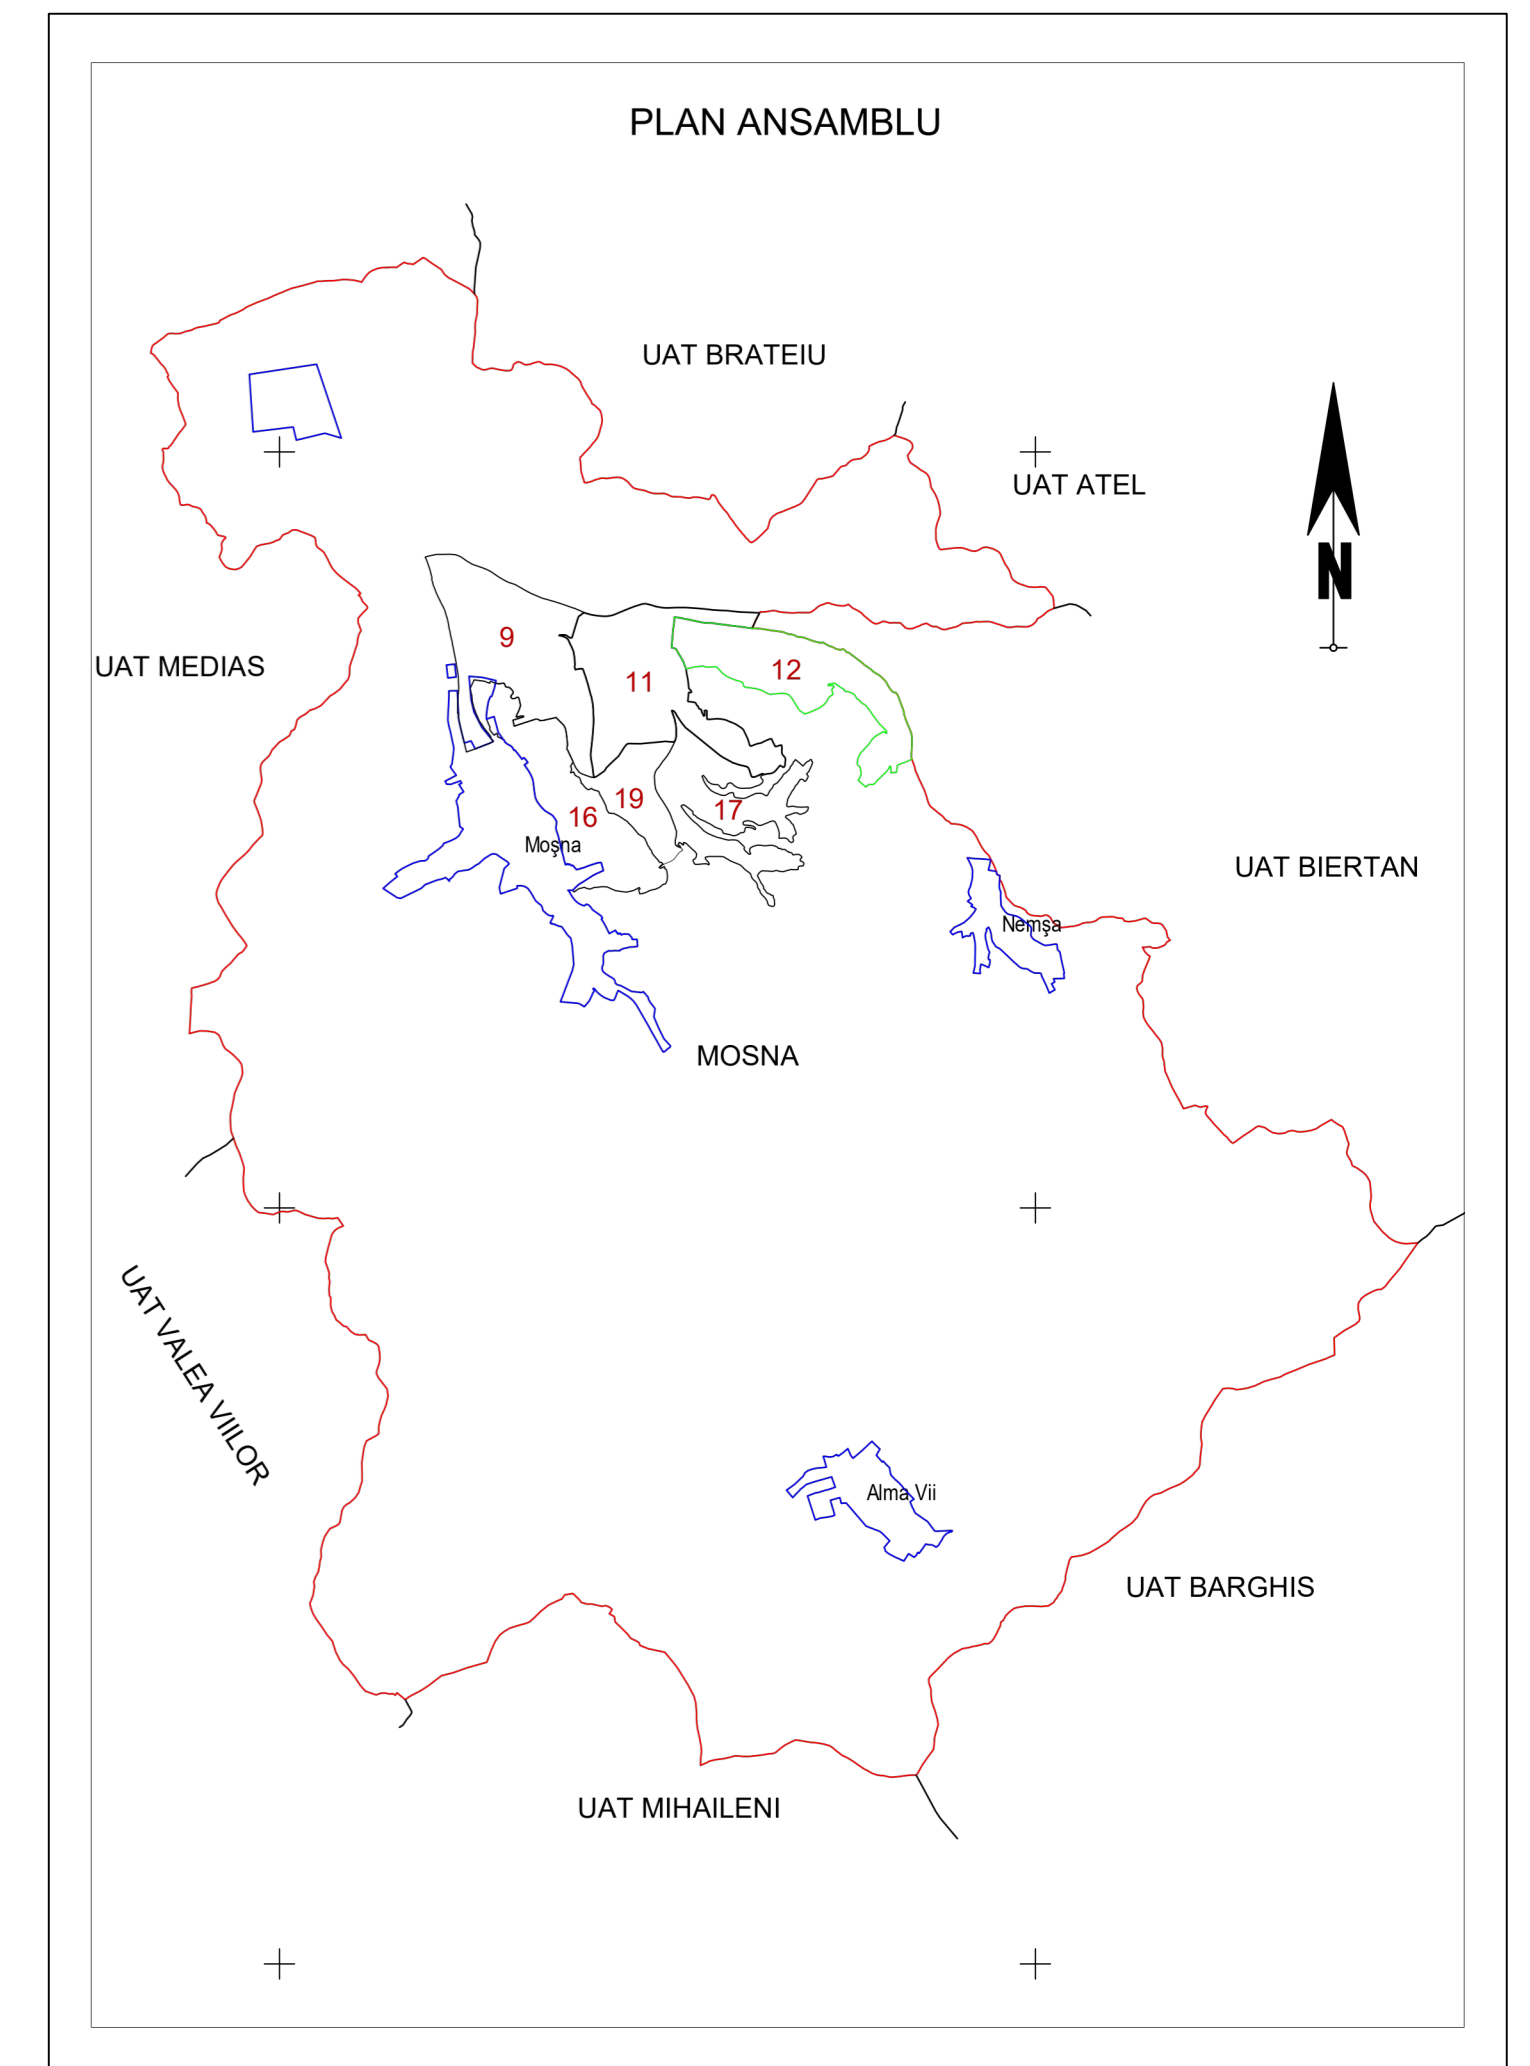 PLAN ANSAMBLU
UAT BRATEIU
UAT ATEL
N
9
UAT MEDIAS
11
12
19
16
17
Moşna
UAT BIERTAN
Nemşa
MOSNA
UAT VALEA VIILOR
Alma Vii
UAT BARGHIS
UAT MIHAILENI